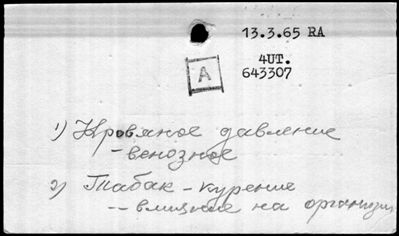 13.3.65 RA
4UT.
A
643307
1) Кровяное давление
- венозное
2) Табак - курение
-- влияние на организм